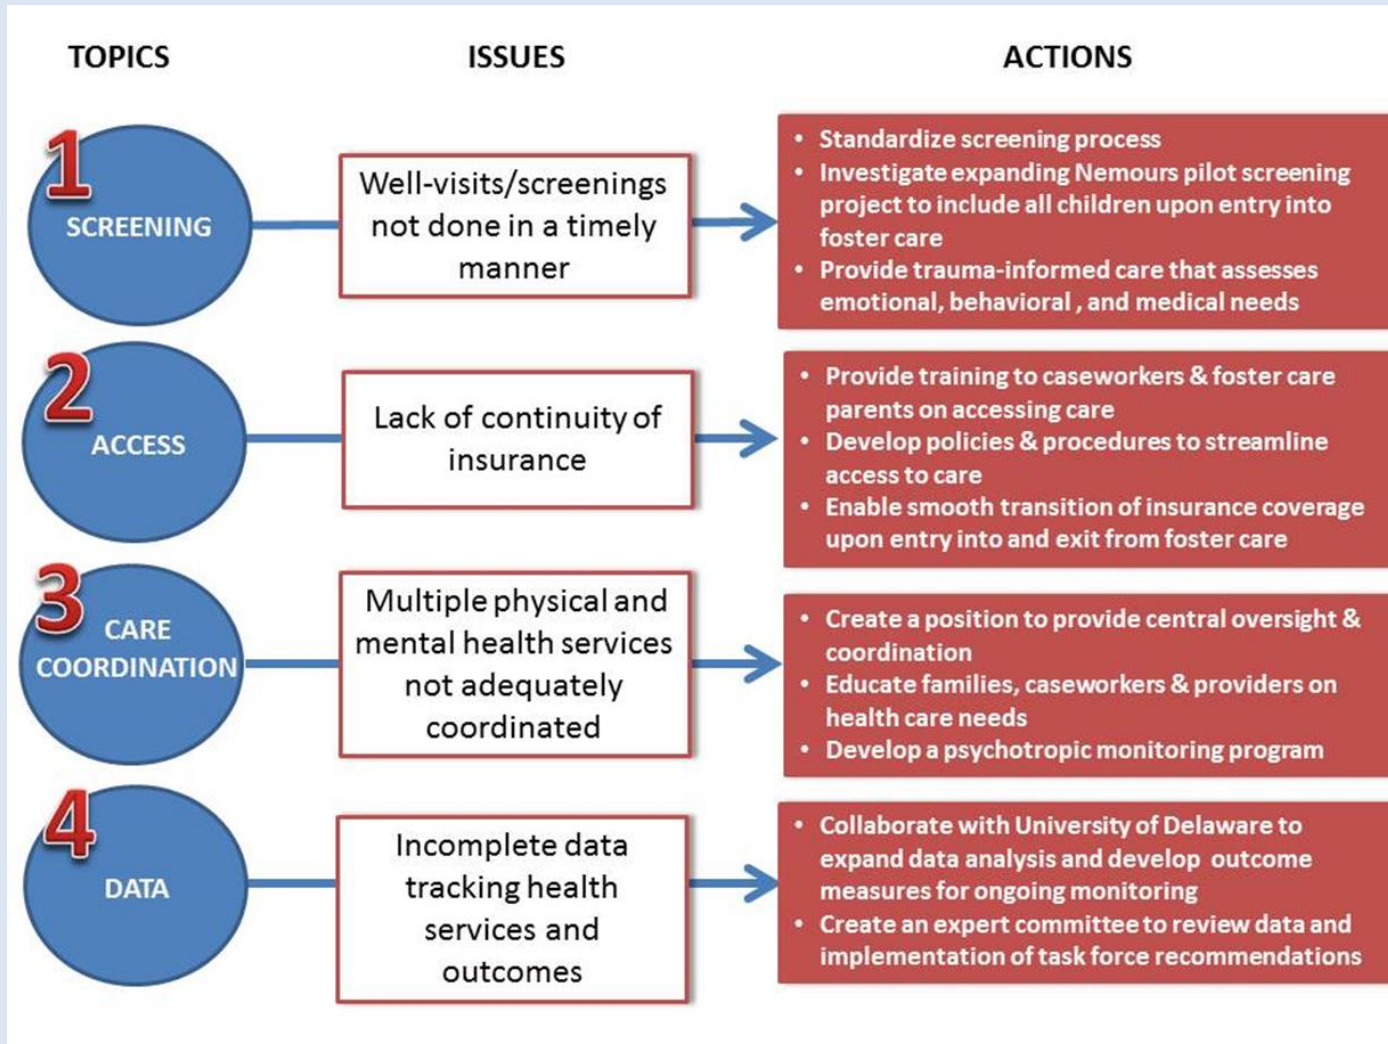 TOPICS
ISSUES
ACTIONS
1
SCREENING
Well-visits/screenings
not done in a timely
manner
• Standardize screening process
• Investigate expanding Nemours pilot screening
project to include all children upon entry into
foster care
• Provide trauma-informed care that assesses
emotional, behavioral , and medical needs
2
ACCESS
Lack of continuity of
insurance
• Provide training to caseworkers & foster care
parents on accessing care
• Develop policies & procedures to streamline
access to care
• Enable smooth transition of insurance coverage
upon entry into and exit from foster care
3
CARE
COORDINATION
Multiple physical and
mental health services
not adequately
coordinated
• Create a position to provide central oversight &
coordination
• Educate families, caseworkers & providers on
health care needs
• Develop a psychotropic monitoring program
4
DATA
Incomplete data
tracking health
services and
outcomes
• Collaborate with University of Delaware to
expand data analysis and develop outcome
measures for ongoing monitoring
• Create an expert committee to review data and
implementation of task force recommendations